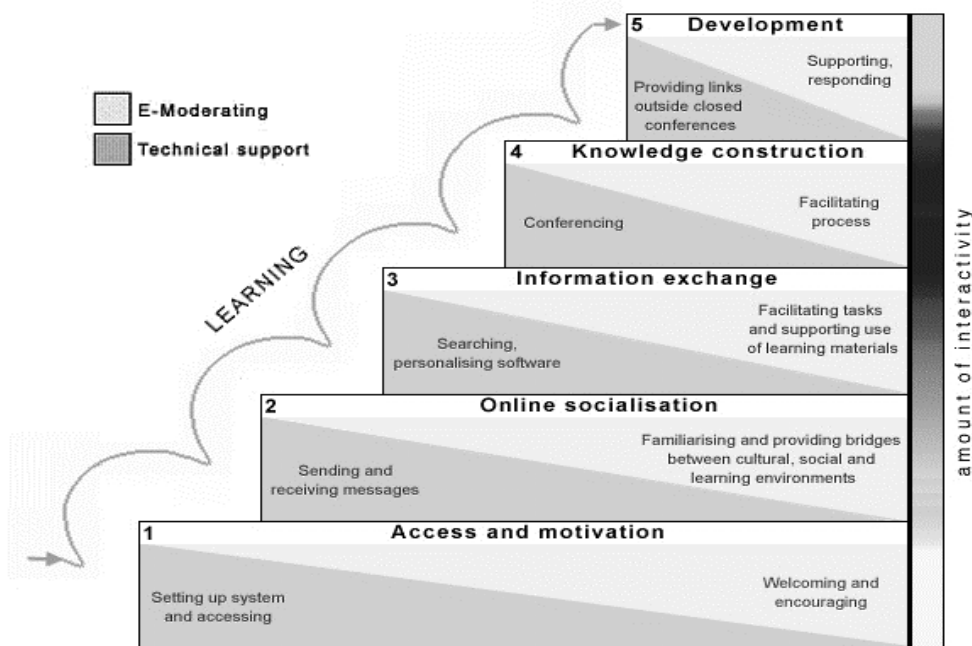 5 Development
Supporting,
responding
Providing links
outside closed
conferences
E-Moderating
Technical support
4 Knowledge construction
Facilitating
process
Conferencing
LEARNING
3 Information exchange
Facilitating tasks
and supporting use
of learning materials
Searching,
personalising software
2 Online socialisation
Familiarising and providing bridges
between cultural, social and
learning environments
Sending and
receiving messages
1 Access and motivation
Welcoming and
encouraging
Setting up system
and accessing
amount of interactivity